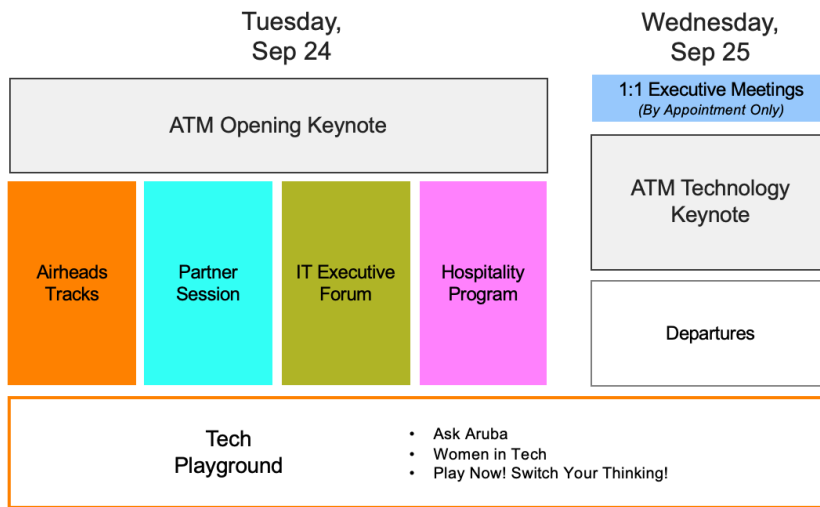 Tuesday,
Sep 24
Wednesday,
Sep 25
ATM Opening Keynote
1:1 Executive Meetings
(By Appointment Only)
ATM Technology
Keynote
Airheads
Tracks
Partner
Session
IT Executive
Forum
Hospitality
Program
Departures
Tech
Playground
• Ask Aruba
• Women in Tech
• Play Now! Switch Your Thinking!